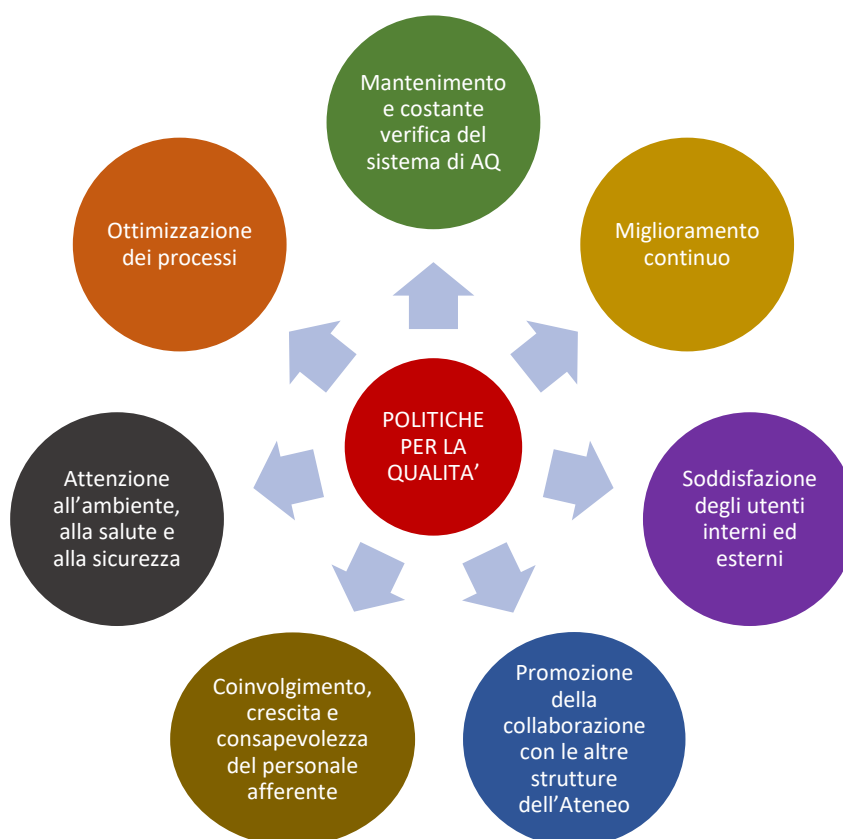 Mantenimento
e costante
verifica del
sistema di AQ
Ottimizzazione
dei processi
Miglioramento
continuo
POLITICHE
PER LA
QUALITA’
Attenzione
all’ambiente,
alla salute e
alla sicurezza
Soddisfazione
degli utenti
interni ed
esterni
Coinvolgimento,
crescita e
consapevolezza
del personale
afferente
Promozione
della
collaborazione
con le altre
strutture
dell’Ateneo